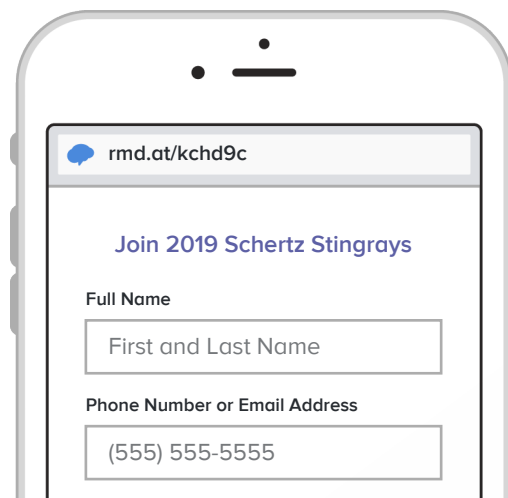 rmd.at/kchd9c
Join 2019 Schertz Stingrays
Full Name
First and Last Name
Phone Number or Email Address
(555) 555-5555